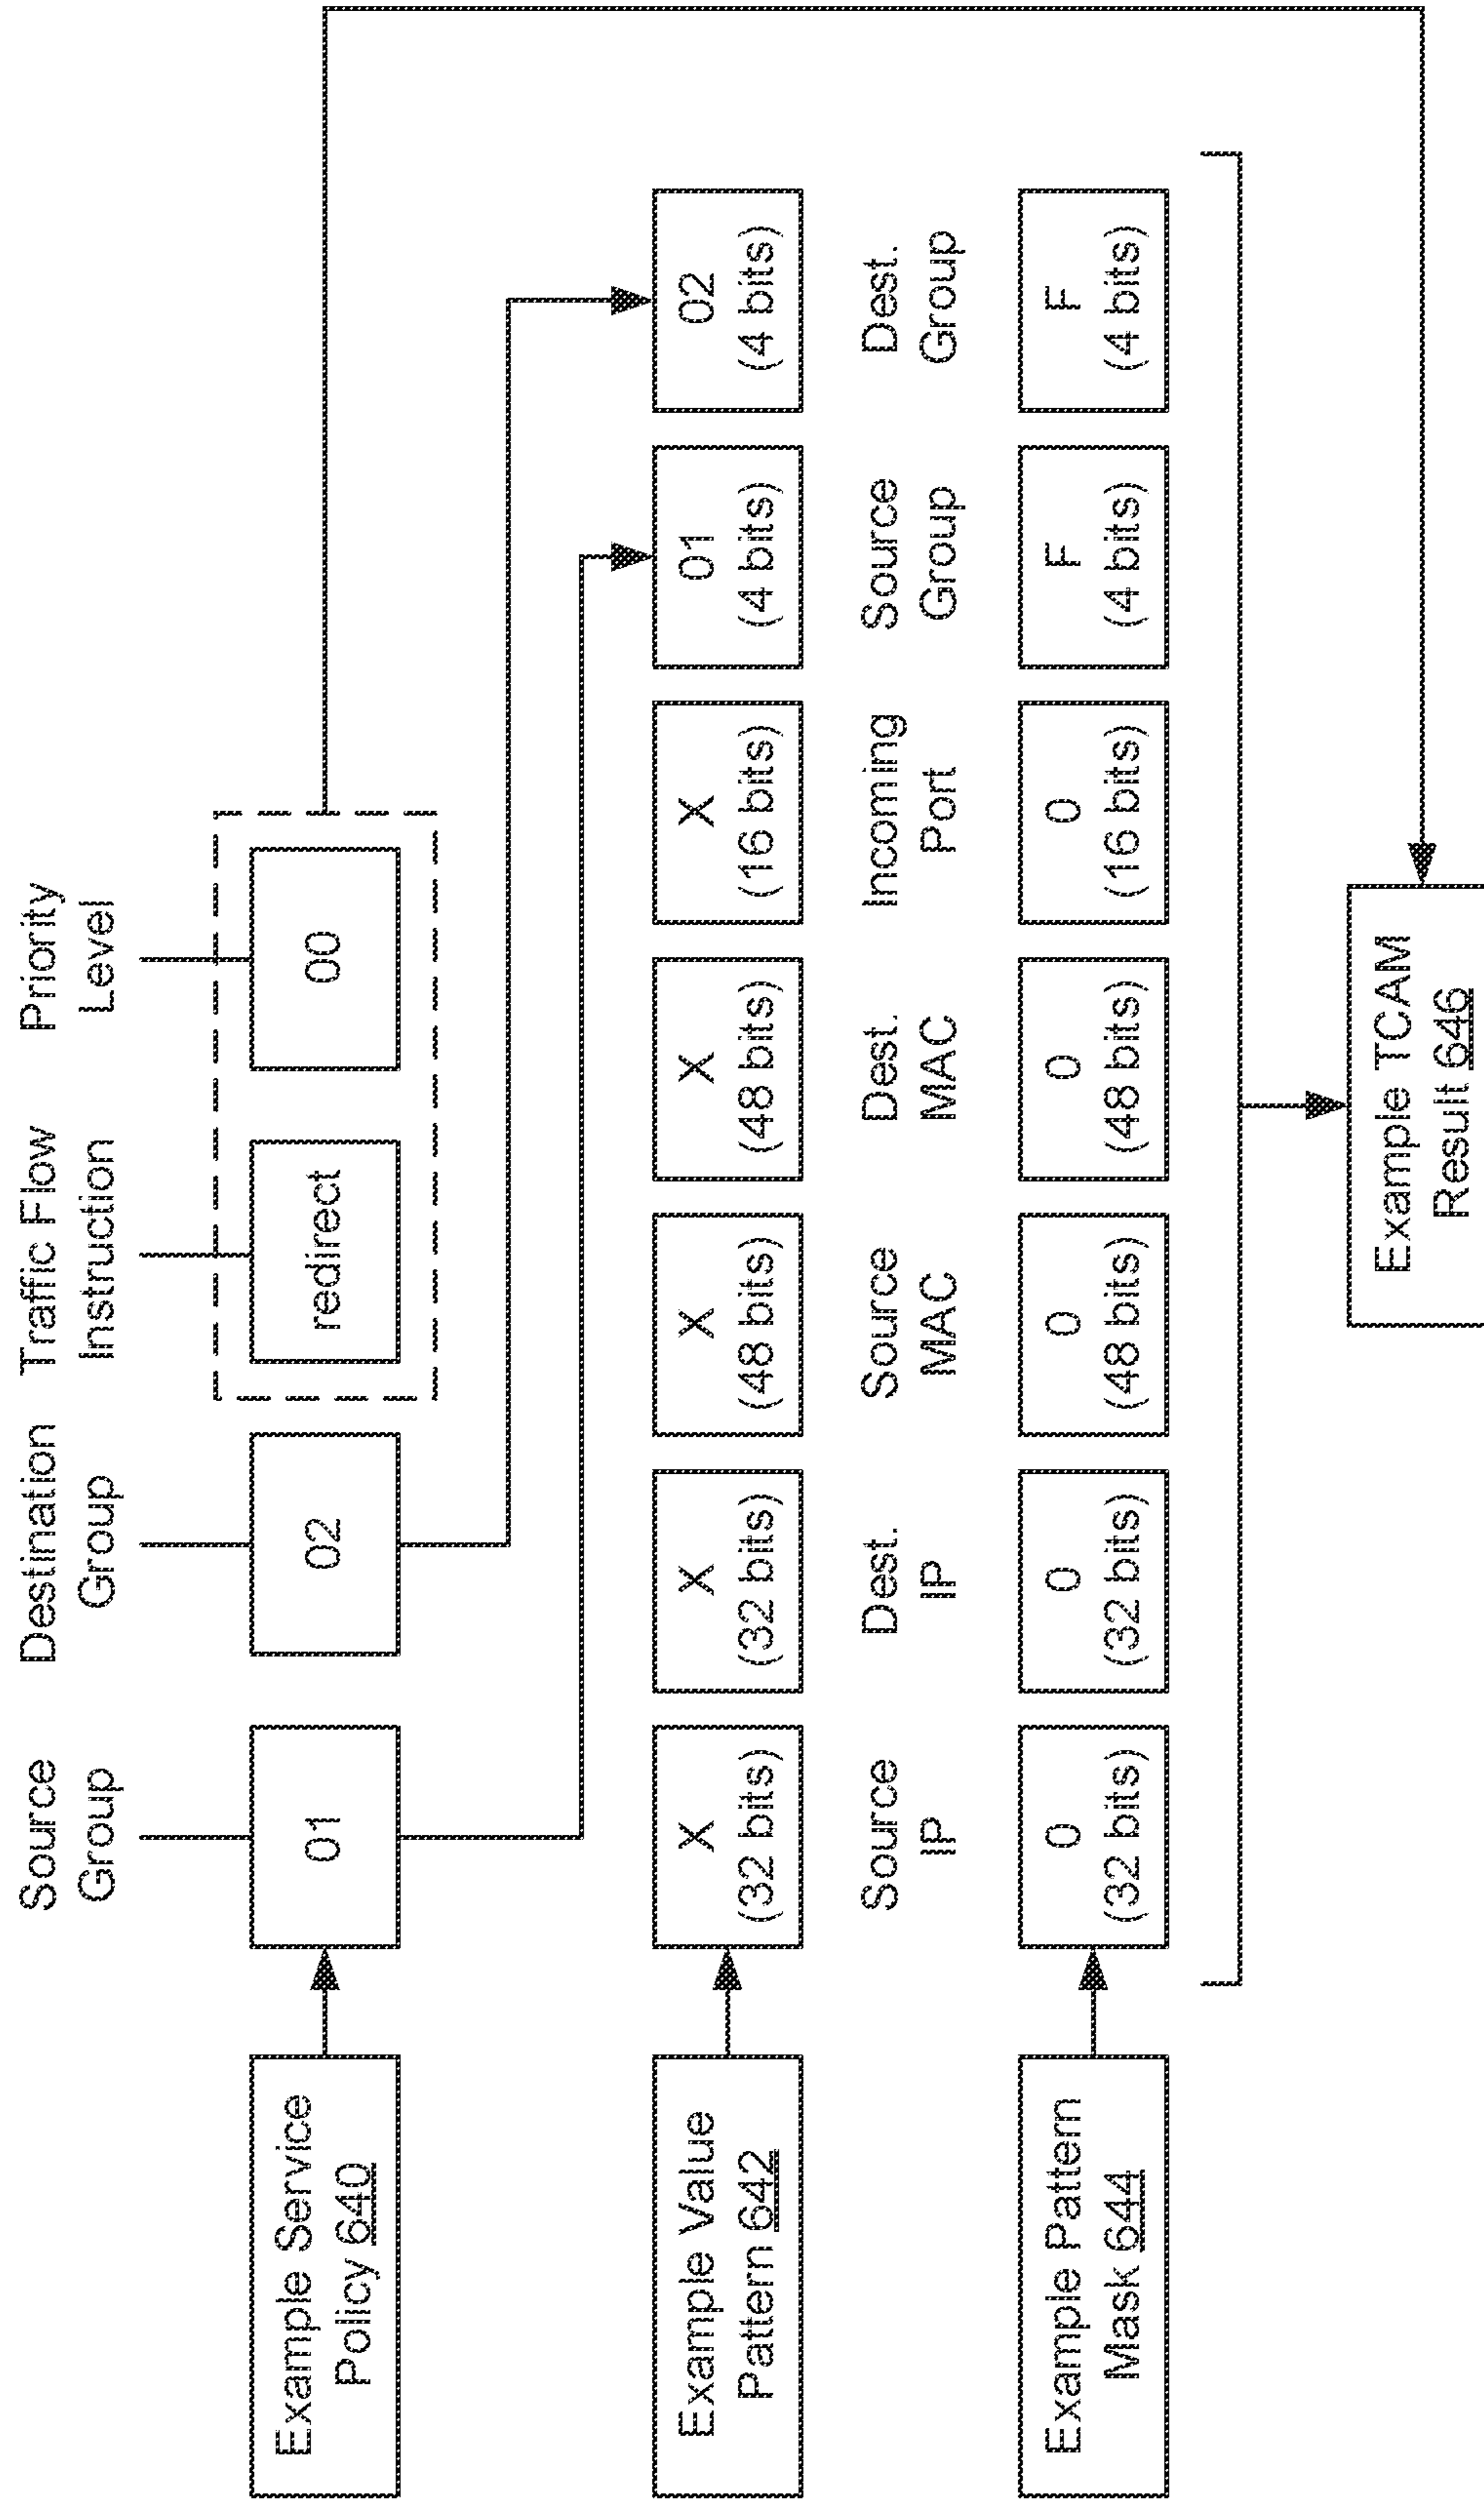 Source
Group
Destination
Group
Traffic Flow
Instruction
Priority
Level
Example Service
Policy 640
01
02
redirect
00
Example Value
Pattern 642
X
(32 bits)
X
(32 bits)
X
(48 bits)
X
(48 bits)
X
(16 bits)
01
(4 bits)
02
(4 bits)
Source
IP
Dest.
IP
Source
MAC
Dest.
MAC
Incoming
Port
Source
Group
Dest.
Group
Example Pattern
Mask 644
0
(32 bits)
0
(32 bits)
0
(48 bits)
0
(48 bits)
0
(16 bits)
F
(4 bits)
F
(4 bits)
Example TCAM
Result 646